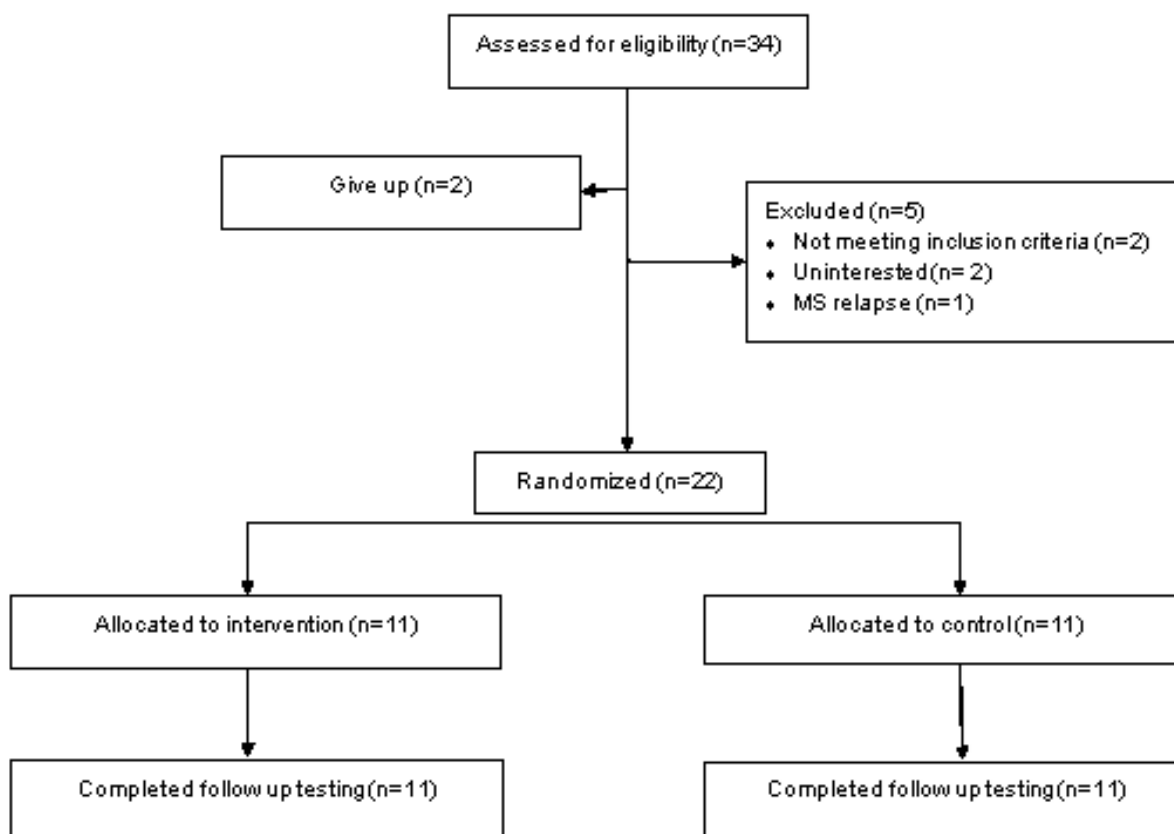 Assessed for eligibility (n=34)
Give up (n=2)
Excluded (n=5)
• Not meeting inclusion criteria (n=2)
• Uninterested (n= 2)
• MS relapse (n=1)
Randomized (n=22)
Allocated to intervention (n=11)
Allocated to control (n=11)
Completed follow up testing (n=11)
Completed follow up testing (n=11)